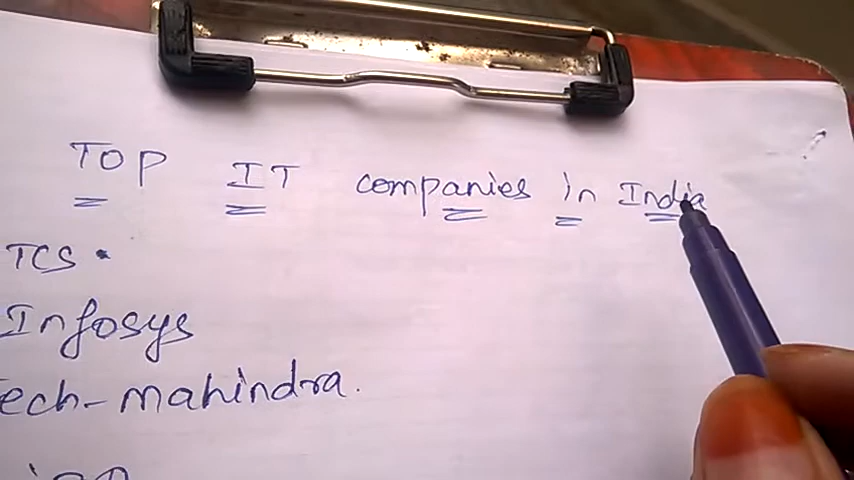 TOP IT companies in India
TCS.
Infosys
ech-mahindra.